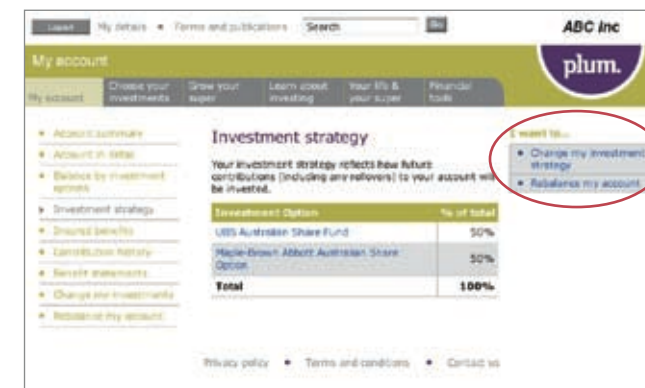 Logout My details • Forms and publications Search Go
ABC Inc
plum.
My account
My account Choose your investments Grow your super Learn about investing Your life & your super Financial tools
• Account summary
• Account in detail
• Balance by investment
options
Investment strategy
• Insured benefits
• Contribution history
• Benefit statements
• Change my investments
• Rebalance my account
Investment strategy
Your investment strategy reflects how future
contributions (including any rollovers) to your account will
be invested.
Investment Option % of total
UBS Australian Share Fund 50%
Maple-Brown Abbott Australian Share
Option 50%
Total 100%
I want to...
• Change my investment
strategy
• Rebalance my account
Privacy policy • Terms and conditions • Contact us